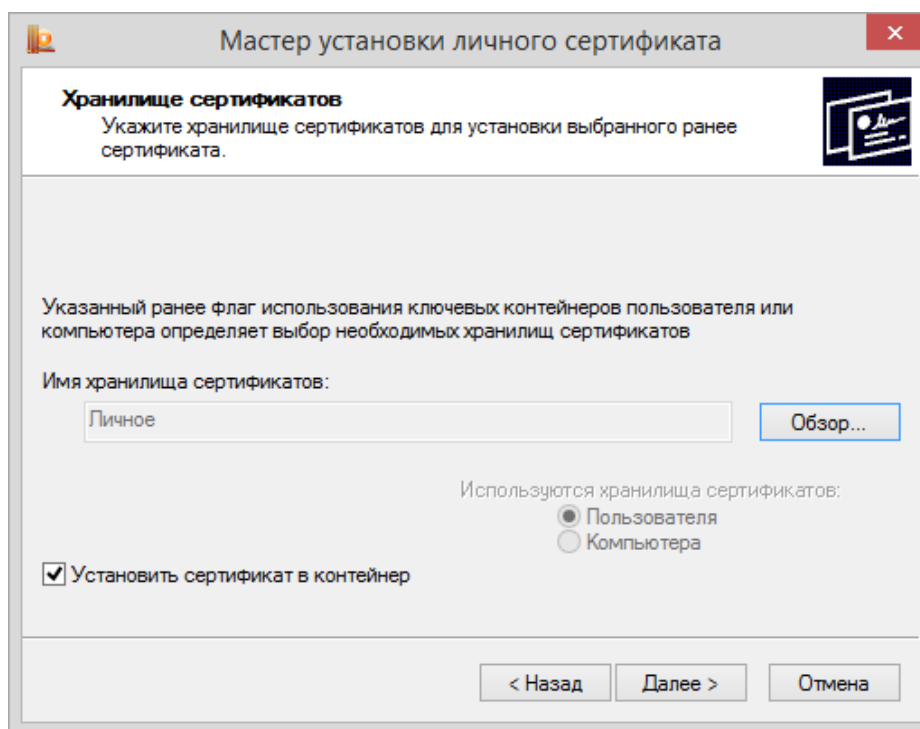 Мастер установки личного сертификата
Хранилище сертификатов
Укажите хранилище сертификатов для установки выбранного ранее
сертификата.
Указанный ранее флаг использования ключевых контейнеров пользователя или
компьютера определяет выбор необходимых хранилищ сертификатов
Имя хранилища сертификатов:
Личное
Обзор...
Используются хранилища сертификатов:
Пользователя
Компьютера
Установить сертификат в контейнер
< Назад
Далее >
Отмена